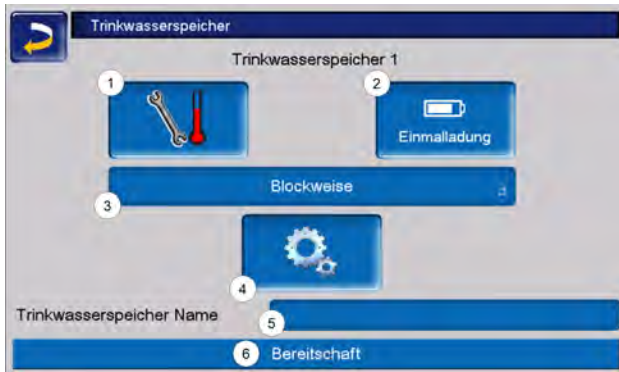 Trinkwasserspeicher
Trinkwasserspeicher 1
1
2
Einmalladung
Blockweise
3
4
Trinkwasserspeicher Name
5
6 Bereitschaft